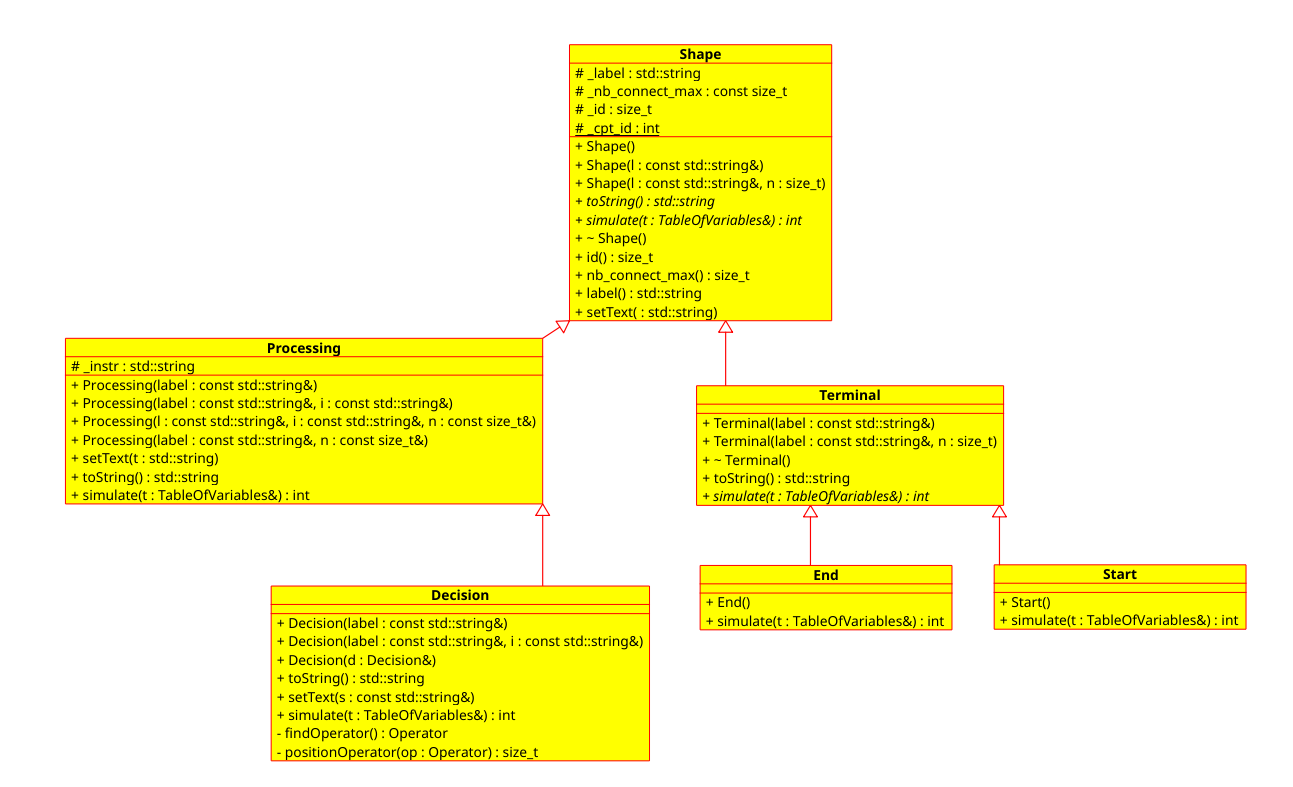 Shape
# _label : std::string
# _nb_connect_max : const size_t
# _id : size_t
# _cpt_id : int
+ Shape()
+ Shape(l : const std::string&)
+ Shape(l : const std::string&, n : size_t)
+ toString() : std::string
+ simulate(t : TableOfVariables&) : int
+ ~ Shape()
+ id() : size_t
+ nb_connect_max() : size_t
+ label() : std::string
+ setText( : std::string)
Processing
# _instr : std::string
+ Processing(label : const std::string&)
+ Processing(label : const std::string&, i : const std::string&)
+ Processing(l : const std::string&, i : const std::string&, n : const size_t&)
+ Processing(label : const std::string&, n : const size_t&)
+ setText(t : std::string)
+ toString() : std::string
+ simulate(t : TableOfVariables&) : int
Terminal
+ Terminal(label : const std::string&)
+ Terminal(label : const std::string&, n : size_t)
+ ~ Terminal()
+ toString() : std::string
+ simulate(t : TableOfVariables&) : int
Decision
+ Decision(label : const std::string&)
+ Decision(label : const std::string&, i : const std::string&)
+ Decision(d : Decision&)
+ toString() : std::string
+ setText(s : const std::string&)
+ simulate(t : TableOfVariables&) : int
- findOperator() : Operator
- positionOperator(op : Operator) : size_t
End
+ End()
+ simulate(t : TableOfVariables&) : int
Start
+ Start()
+ simulate(t : TableOfVariables&) : int